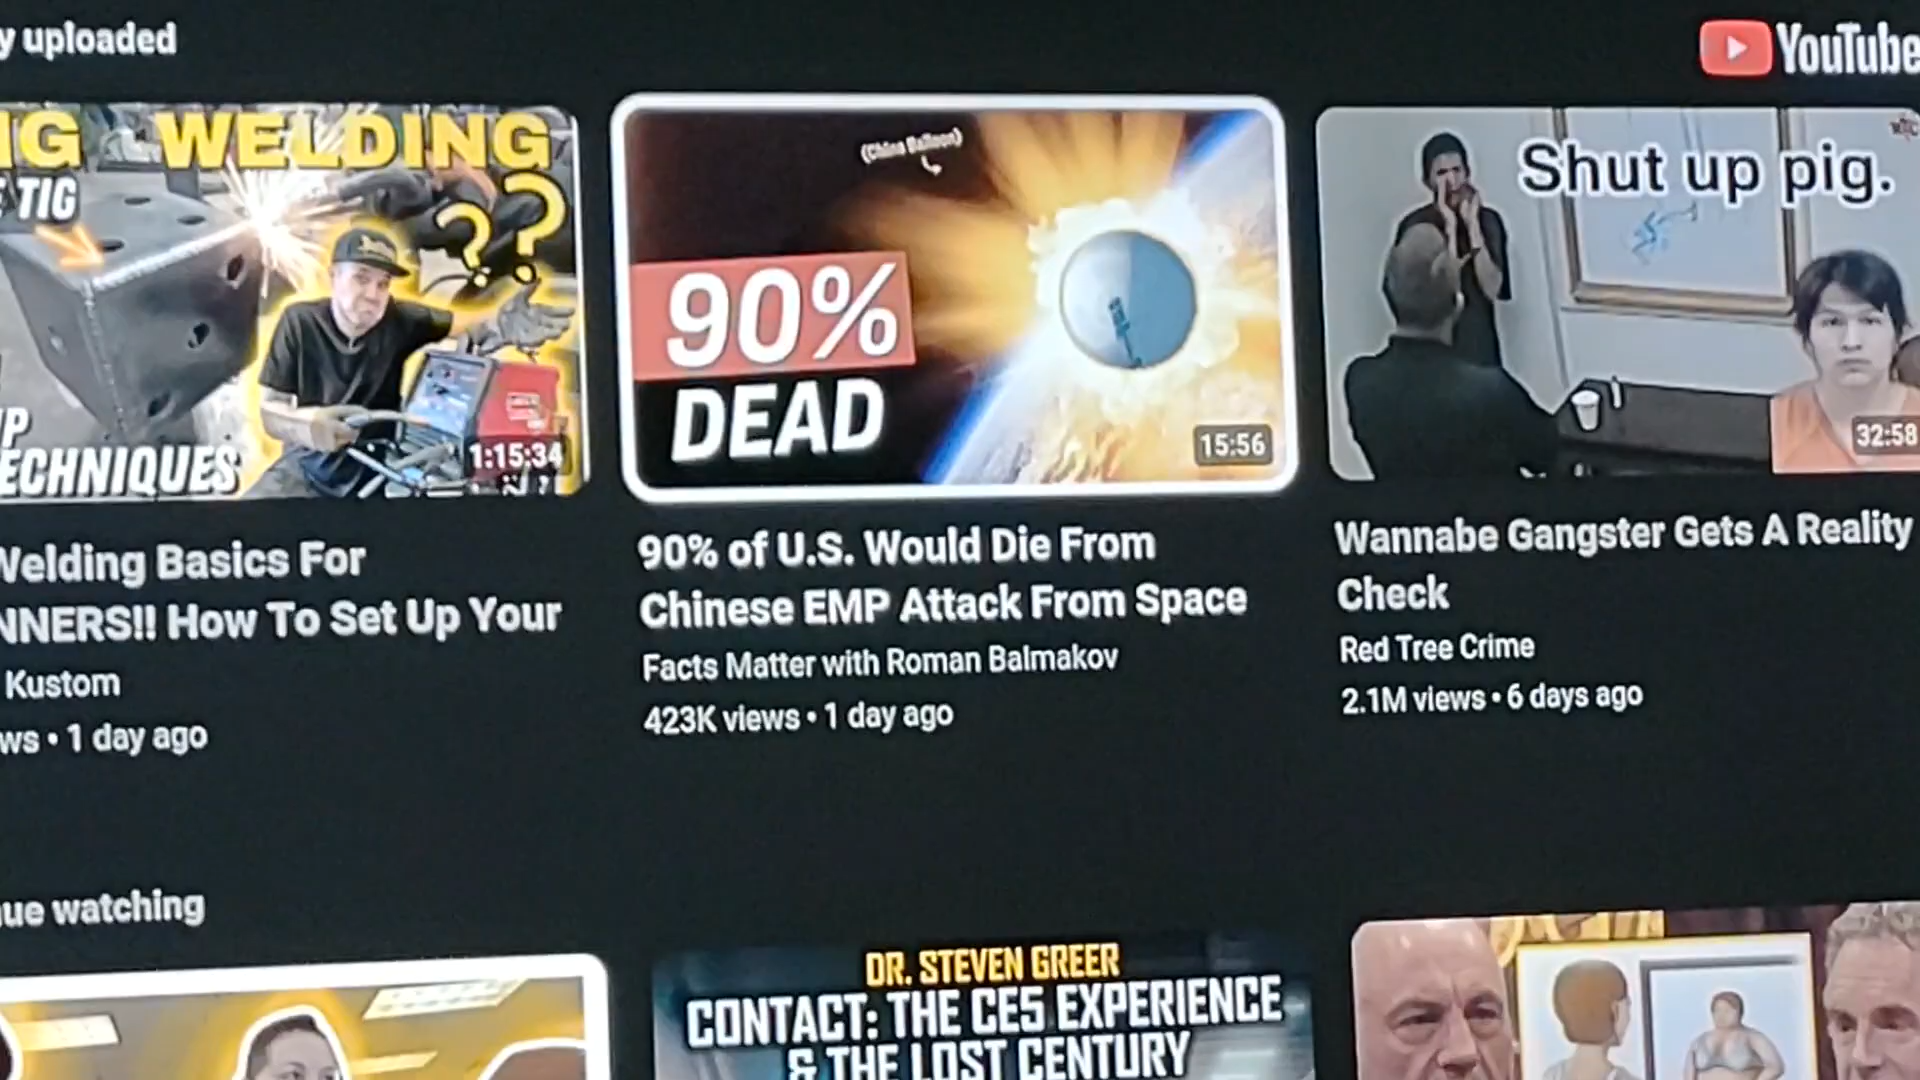 y uploaded
YouTube
NG WELDING
E TIG
??
UP
ECHNIQUES
1:15:34
(China Balloon)
90%
DEAD
15:56
Shut up pig.
32:58
Welding Basics For
NNERS!! How To Set Up Your
Kustom
ws • 1 day ago
90% of U.S. Would Die From
Chinese EMP Attack From Space
Facts Matter with Roman Balmakov
423K views • 1 day ago
Wannabe Gangster Gets A Reality
Check
Red Tree Crime
2.1M views • 6 days ago
nue watching
DR. STEVEN GREER
CONTACT: THE CE5 EXPERIENCE
& THE LOST CENTURY